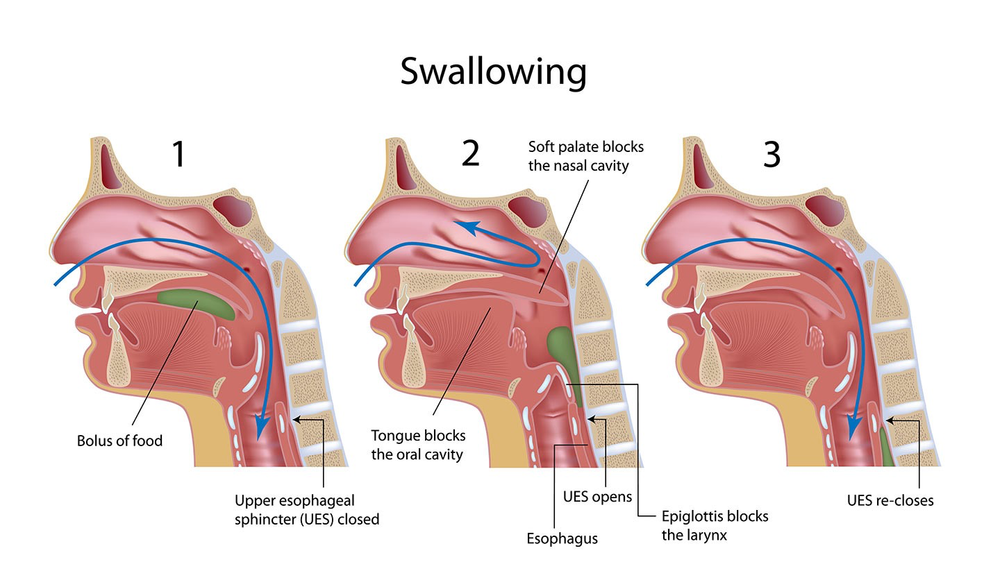 Swallowing
1
2
3
Soft palate blocks
the nasal cavity
Bolus of food
Tongue blocks
the oral cavity
Upper esophageal
sphincter (UES) closed
UES opens
Esophagus
Epiglottis blocks
the larynx
UES re-closes